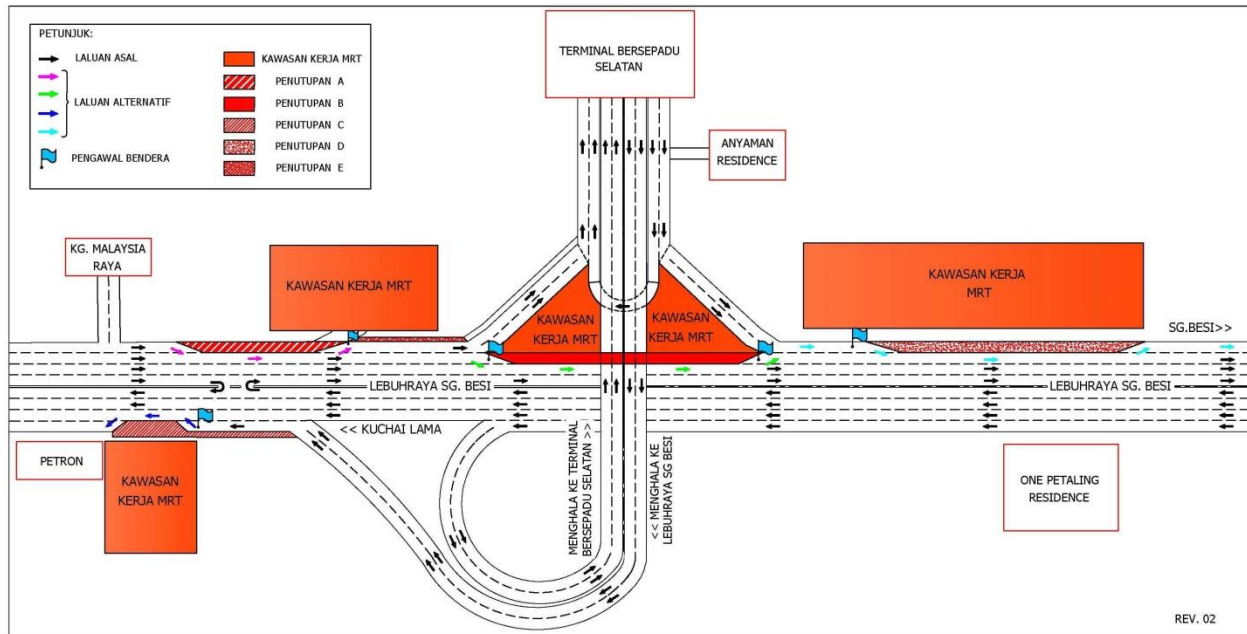 PETUNJUK:
LALUAN ASAL
LALUAN ALTERNATIF
PENGAWAL BENDERA
KAWASAN KERJA MRT
PENUTUPAN A
PENUTUPAN B
PENUTUPAN C
PENUTUPAN D
PENUTUPAN E
TERMINAL BERSEPADU
SELATAN
ANYAMAN
RESIDENCE
KG. MALAYSIA
RAYA
KAWASAN KERJA MRT
KAWASAN
KERJA MRT
KAWASAN
KERJA MRT
KAWASAN KERJA
MRT
SG.BESI>>
LEBUHRAYA SG. BESI
LEBUHRAYA SG. BESI
<< KUCHAI LAMA
PETRON
KAWASAN
KERJA MRT
MENGHALA KE TERMINAL
BERSEPADU SELATAN >>
<< MENGHALA KE
LEBUHRAYA SG BESI
ONE PETALING
RESIDENCE
REV. 02